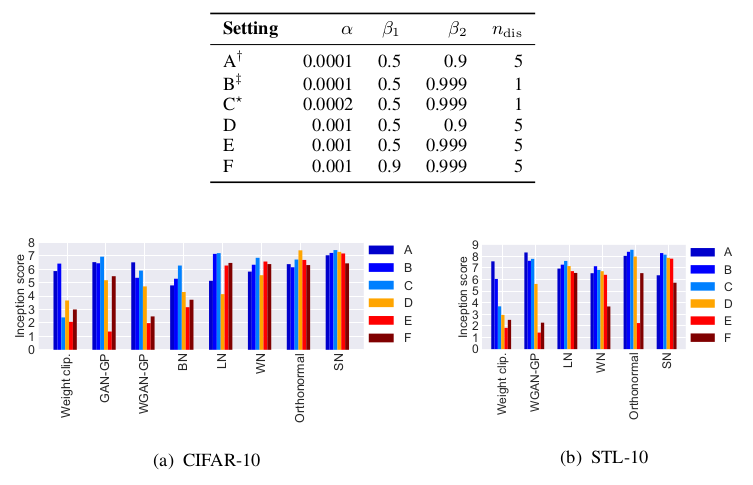 Setting α β₁ β₂ n_dis
A† 0.0001 0.5 0.9 5
B‡ 0.0001 0.5 0.999 1
C⋆ 0.0002 0.5 0.999 1
D 0.001 0.5 0.9 5
E 0.001 0.5 0.999 5
F 0.001 0.9 0.999 5
Inception score
8
7
6
5
4
3
2
1
0
Weight clip.
GAN-GP
WGAN-GP
BN
LN
WN
Orthonormal
SN
A
B
C
D
E
F
(a) CIFAR-10
Inception score
9
8
7
6
5
4
3
2
1
0
Weight clip.
WGAN-GP
LN
WN
Orthonormal
SN
A
B
C
D
E
F
(b) STL-10